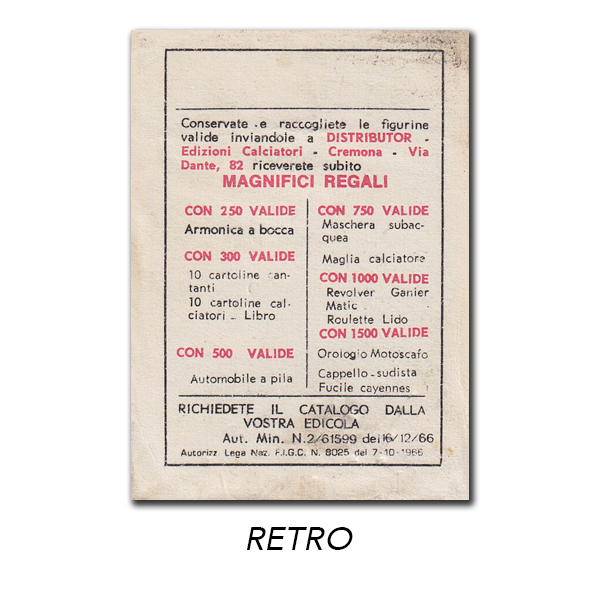 Conservate e raccogliete le figurine
valide inviandole a DISTRIBUTOR -
Edizioni Calciatori - Cremona - Via
Dante, 82 riceverete subito
MAGNIFICI REGALI
CON 250 VALIDE
Armonica a bocca
CON 300 VALIDE
10 cartoline can-
tanti
10 cartoline cal-
ciatori - Libro
CON 500 VALIDE
Automobile a pila
CON 750 VALIDE
Maschera subac-
quea
Maglia calciatore
CON 1000 VALIDE
Revolver Ganier
Matic
Roulette Lido
CON 1500 VALIDE
Orologio Motoscafo
Cappello - sudista
Fucile cayennes
RICHIEDETE IL CATALOGO DALLA
VOSTRA EDICOLA
Aut. Min. N.2/61599 del 16/12/66
Autorizz. Lega Naz. F.I.G.C. N. 8025 del 7-10-1966
RETRO